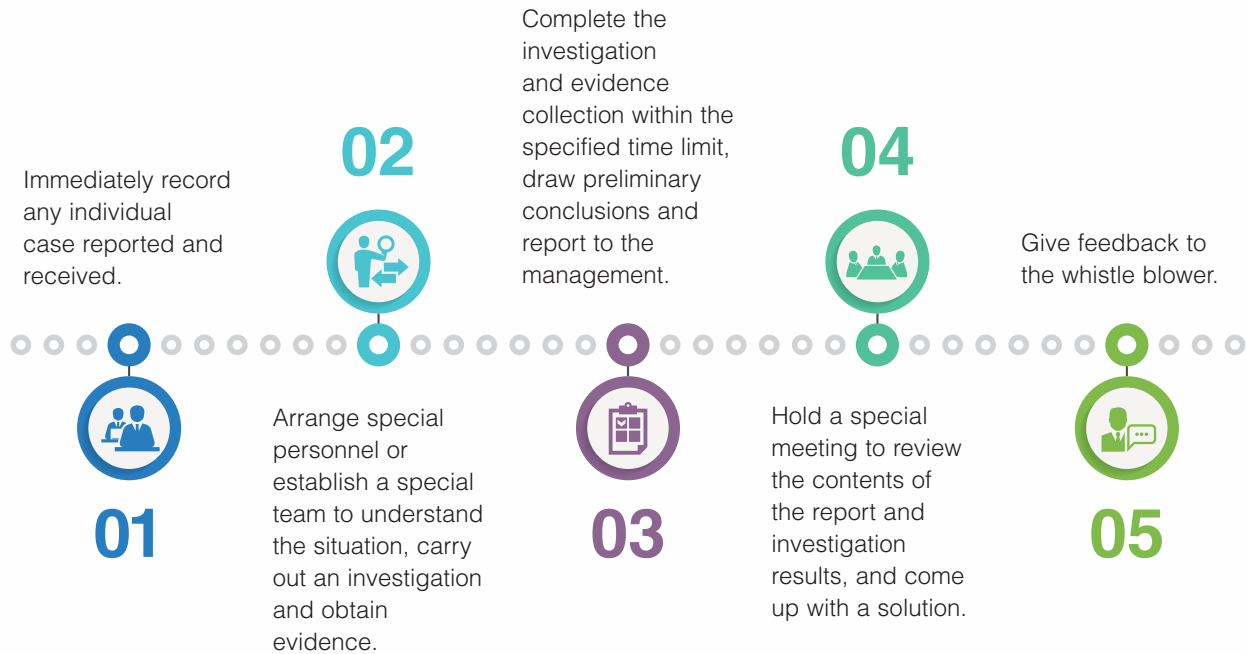 01
Immediately record
any individual
case reported and
received.
02
Arrange special
personnel or
establish a special
team to understand
the situation, carry
out an investigation
and obtain
evidence.
03
Complete the
investigation
and evidence
collection within the
specified time limit,
draw preliminary
conclusions and
report to the
management.
04
Hold a special
meeting to review
the contents of
the report and
investigation
results, and come
up with a solution.
05
Give feedback to
the whistle blower.